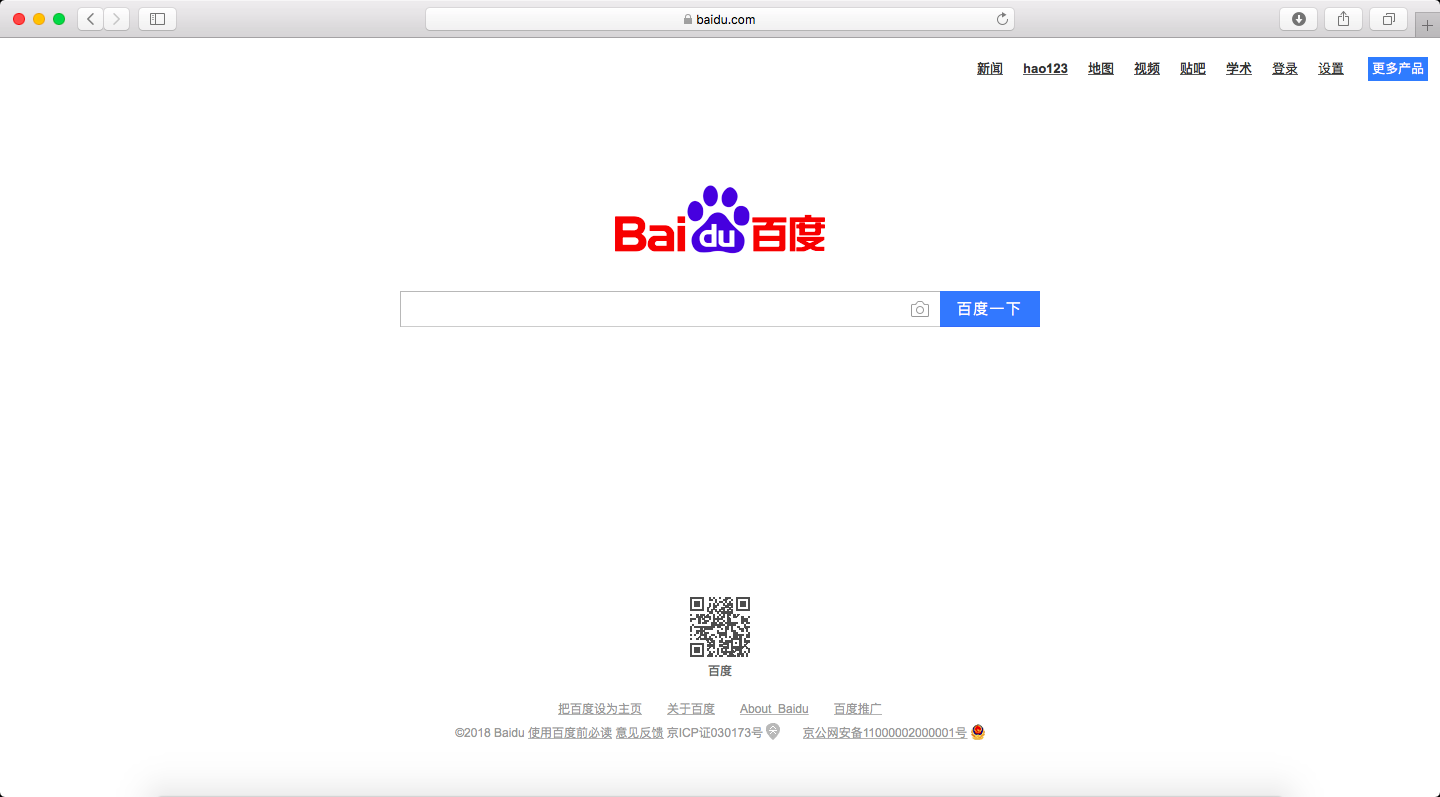 baidu.com
新闻 hao123 地图 视频 贴吧 学术 登录 设置 更多产品
Bai du 百度
百度一下
百度
把百度设为主页 关于百度 About Baidu 百度推广
©2018 Baidu 使用百度前必读 意见反馈 京ICP证030173号 京公网安备11000002000001号